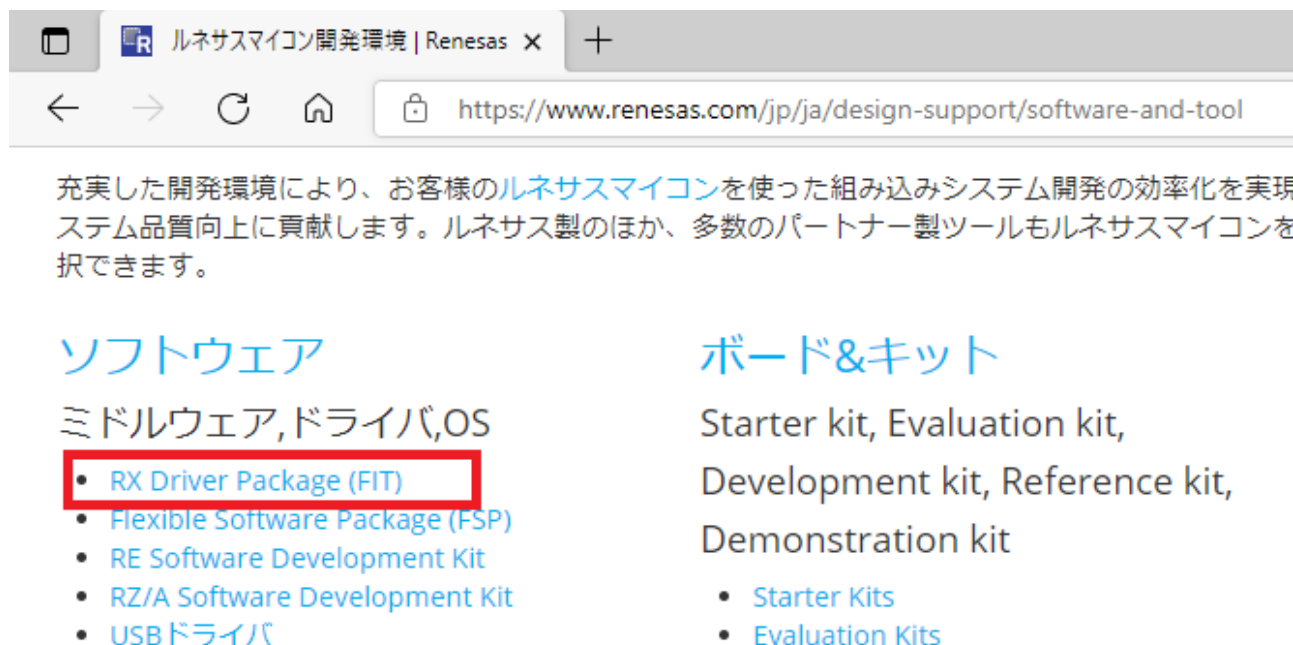 ルネサスマイコン開発環境 | Renesas
https://www.renesas.com/jp/ja/design-support/software-and-tool
充実した開発環境により、お客様のルネサスマイコンを使った組み込みシステム開発の効率化を実現
ステム品質向上に貢献します。ルネサス製のほか、多数のパートナー製ツールもルネサスマイコンを
択できます。
ソフトウェア
ミドルウェア,ドライバ,OS
• RX Driver Package (FIT)
• Flexible Software Package (FSP)
• RE Software Development Kit
• RZ/A Software Development Kit
• USBドライバ
ボード&キット
Starter kit, Evaluation kit,
Development kit, Reference kit,
Demonstration kit
• Starter Kits
• Evaluation Kits